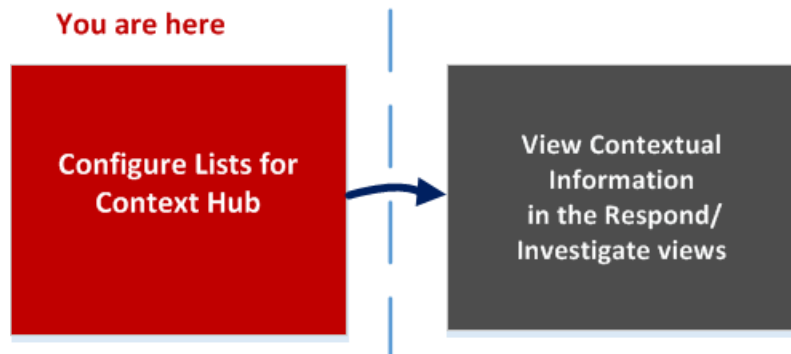 You are here
Configure Lists for
Context Hub
View Contextual
Information
in the Respond/
Investigate views